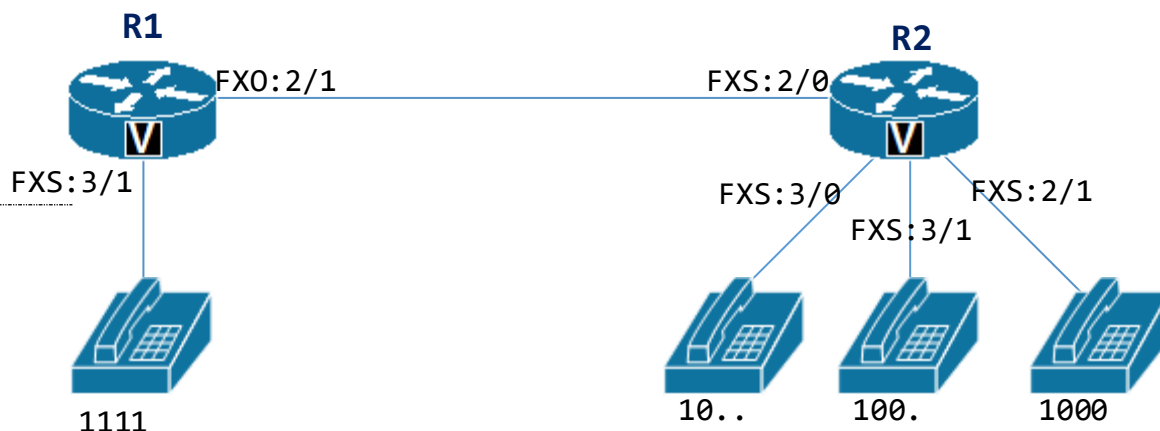 R1
R2
FXO:2/1
FXS:2/0
V
V
FXS:3/1
FXS:3/0
FXS:2/1
FXS:3/1
1111
10..
100.
1000